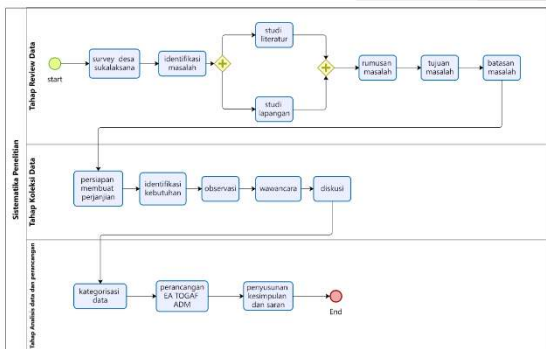 Sistematika Penelitian
Tahap Review Data
start
survey desa
sukalaksana
identifikasi
masalah
studi
literatur
studi
lapangan
rumusan
masalah
tujuan
masalah
batasan
masalah
Tahap Koleksi Data
persiapan
membuat
perjanjian
identifikasi
kebutuhan
observasi
wawancara
diskusi
Tahap Analisis data dan perancangan
kategorisasi
data
perancangan
EA TOGAF
ADM
penyusunan
kesimpulan
dan saran
End